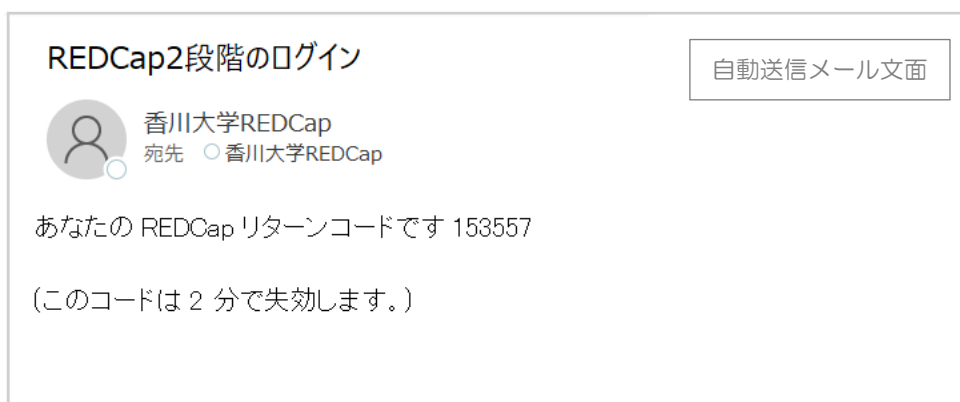 REDCap2段階のログイン
自動送信メール文面
香川大学REDCap
宛先 香川大学REDCap
あなたの REDCap リターンコードです 153557
(このコードは 2 分で失効します。)